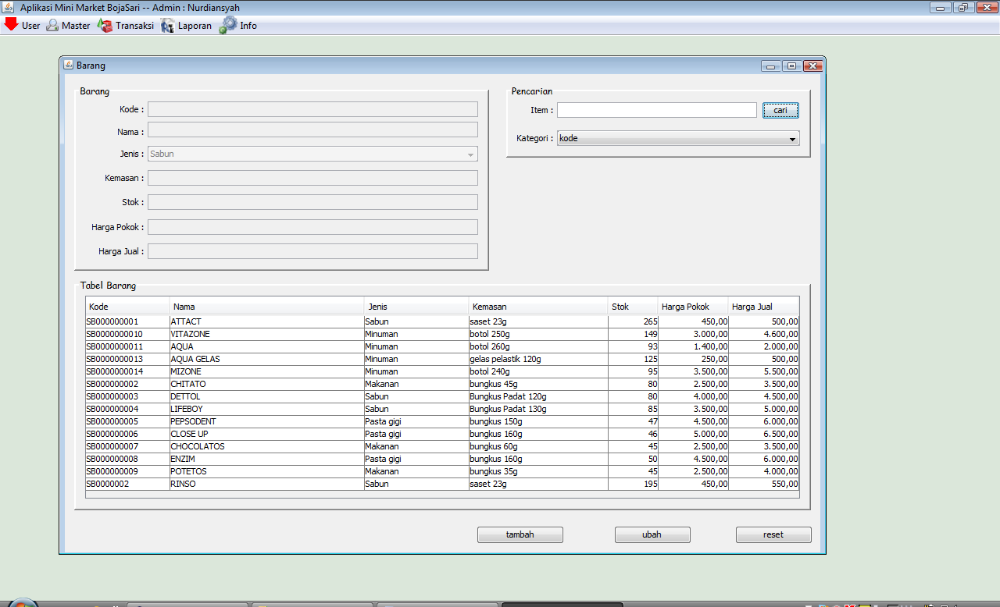 Aplikasi Mini Market BojaSari -- Admin : Nurdiansyah
User Master Transaksi Laporan Info
Barang
Barang
Kode :
Nama :
Jenis : Sabun
Kemasan :
Stok :
Harga Pokok :
Harga Jual :
Pencarian
Item : cari
Kategori : kode
Tabel Barang
Kode Nama Jenis Kemasan Stok Harga Pokok Harga Jual
SB000000001 ATTACT Sabun saset 23g 265 450,00 500,00
SB0000000010 VITAZONE Minuman botol 250g 149 3.000,00 4.600,00
SB0000000011 AQUA Minuman botol 260g 93 1.400,00 2.000,00
SB0000000013 AQUA GELAS Minuman gelas pelastik 120g 125 250,00 500,00
SB0000000014 MIZONE Minuman botol 240g 95 3.500,00 5.500,00
SB000000002 CHITATO Makanan bungkus 45g 80 2.500,00 3.500,00
SB000000003 DETTOL Sabun Bungkus Padat 120g 80 4.000,00 4.500,00
SB000000004 LIFEBOY Sabun Bungkus Padat 130g 85 3.500,00 5.000,00
SB000000005 PEPSODENT Pasta gigi bungkus 150g 47 4.500,00 6.000,00
SB000000006 CLOSE UP Pasta gigi bungkus 160g 46 5.000,00 6.500,00
SB000000007 CHOCOLATOS Makanan bungkus 60g 45 2.500,00 3.500,00
SB000000008 ENZIM Pasta gigi bungkus 160g 50 4.500,00 6.000,00
SB000000009 POTETOS Makanan bungkus 35g 45 2.500,00 4.000,00
SB0000002 RINSO Sabun saset 23g 195 450,00 550,00
tambah ubah reset